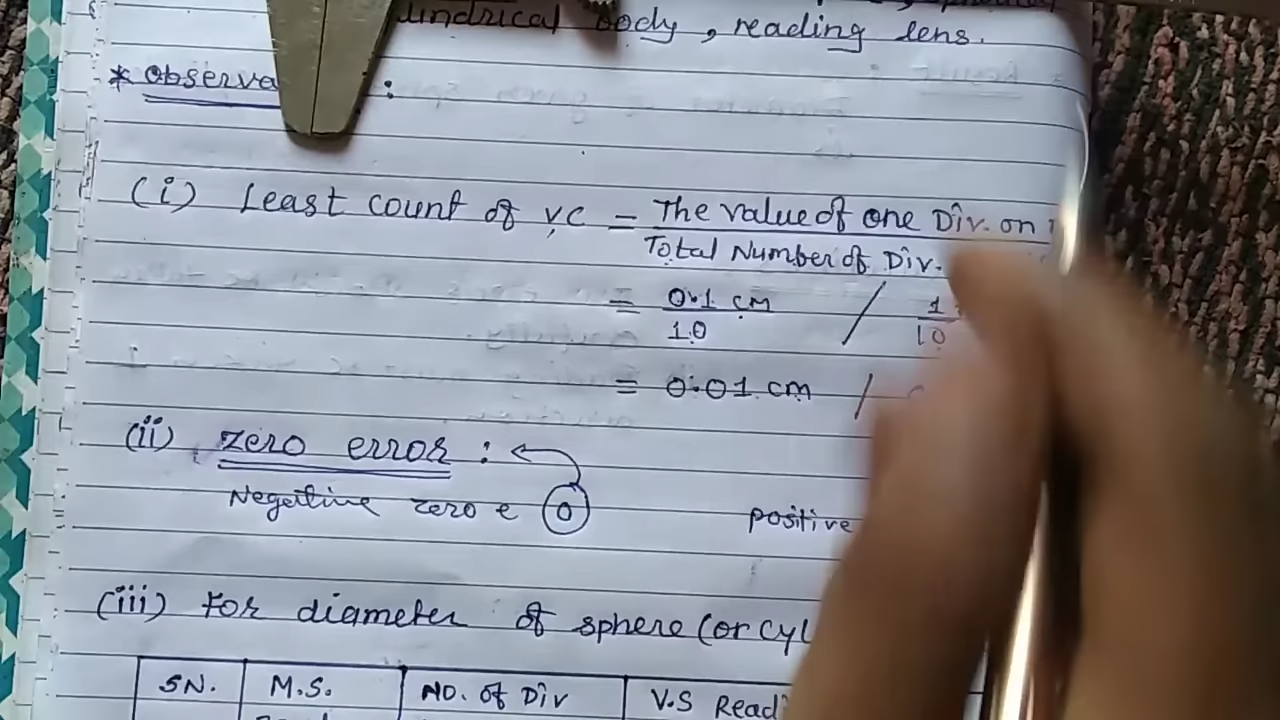 lindrical body, reading lens.
* Observa :
(i) Least count of V.C = The value of one Div. on
Total Number of Div.
= 0.1 cm / 1
10 10
= 0.01 cm /
(ii) zero error :
Negative zero e 0 positive
(iii) For diameter of sphere (or cyl
SN. M.S. NO. of Div V.S Readi